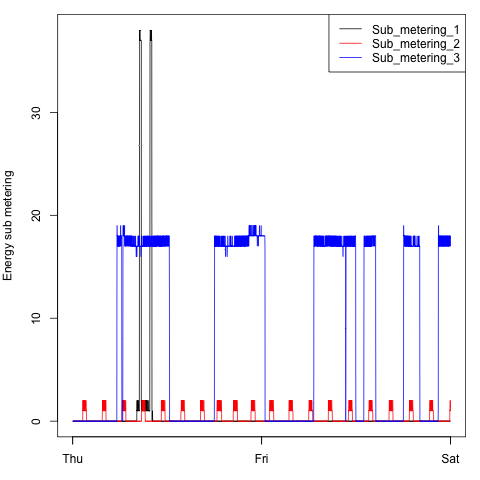 Sub_metering_1
Sub_metering_2
Sub_metering_3
Energy sub metering
30
20
10
0
Thu Fri Sat